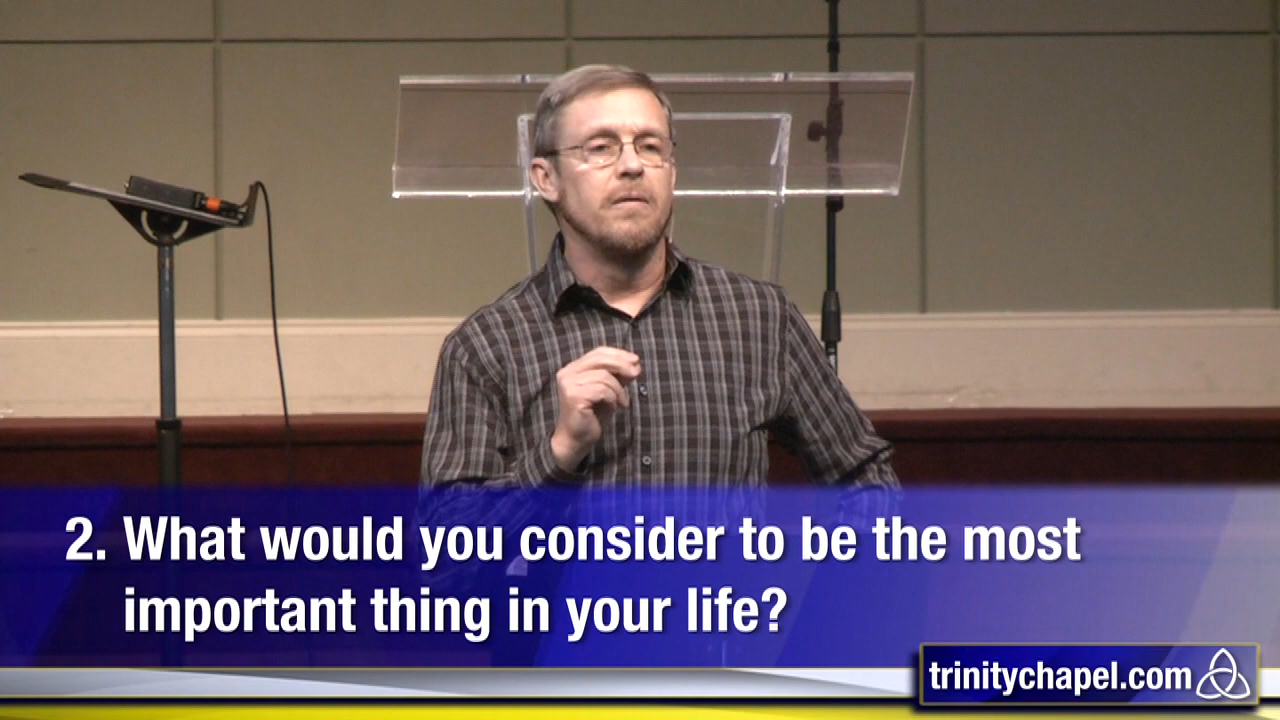 2. What would you consider to be the most
important thing in your life?
trinitychapel.com